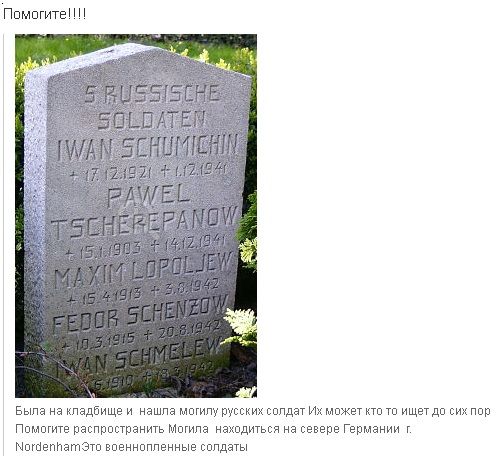 Помогите!!!!
5 RUSSISCHE
SOLDATEN
IWAN SCHUMICHIN
+ 17.12.1921 + 1.12.1941
PAWEL
TSCHEREPANOW
+ 15.1.1903 + 14.12.1941
MAXIM LOPOLJEW
+ 15.4.1913 + 3.8.1942
FEDOR SCHENZOW
+ 10.3.1915 + 20.8.1942
IWAN SCHMELEW
1910 + 18.3.1942
Была на кладбище и нашла могилу русских солдат Их может кто то ищет до сих пор
Помогите распространить Могила находиться на севере Германии г.
NordenhamЭто военнопленные солдаты